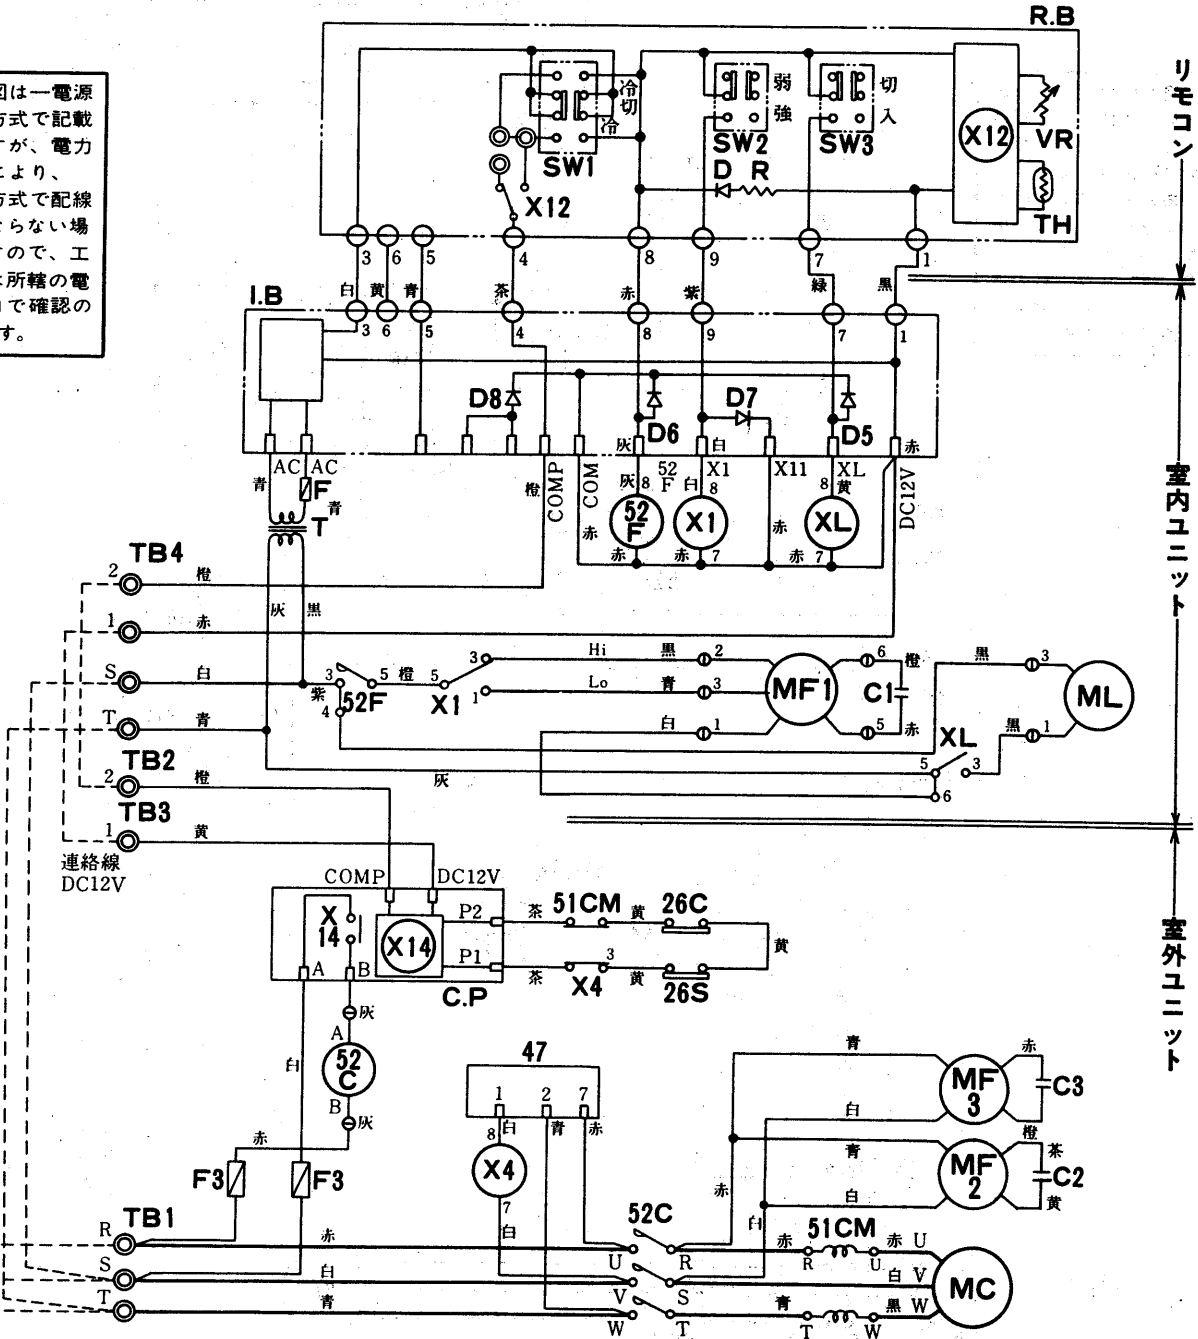 R.B
図は一電源
方式で記載
すが、電力
により、
方式で配線
ならない場
すので、工
は所轄の電
口で確認の
す。
冷
切
冷
SW1
弱
強
SW2
切
入
SW3
X12
VR
TH
D R
X12
3 6 5 4 8 9 7 1
リモコン
白 黄 青 茶 赤 紫 緑 黒
I.B
3 6 5 4 8 9 7 1
D8 D6 D7 D5
灰 白 赤
AC AC COMP COM 52F X1 X11 XL DC12V
青 F 青 橙 赤 灰 8 白 8 赤 8 黄
52F X1 XL
T
赤 赤 7 赤 7
室内ユニット
TB4
2 橙
灰 黒
1 赤
S 白
紫 3 52F 5 橙 5 X1 3 1
4
Hi 黒 2
Lo 青 3
白 1
MF1
6 橙
C1
5 赤
黒 3
ML
黒 1
XL
5 3
6
T 青
灰
TB2
2 橙
TB3
1 黄
連絡線
DC12V
COMP DC12V
X14 X14
P2 茶 51CM 黄 26C
黄
P1 茶 X4 3 黄 26S
A B
C.P
室外ユニット
灰
A
白 52C
B
灰
赤
F3 F3
47
1 2 7
白 青 赤
8
X4
7
白
青 赤
MF3
C3
白 橙
青 茶
MF2
C2
白 黄
赤
白
TB1
R 赤
S 白
T 青
52C
U R
V S
W T
51CM
赤 R U 赤 U
白 V
青 T W 黒 W
MC